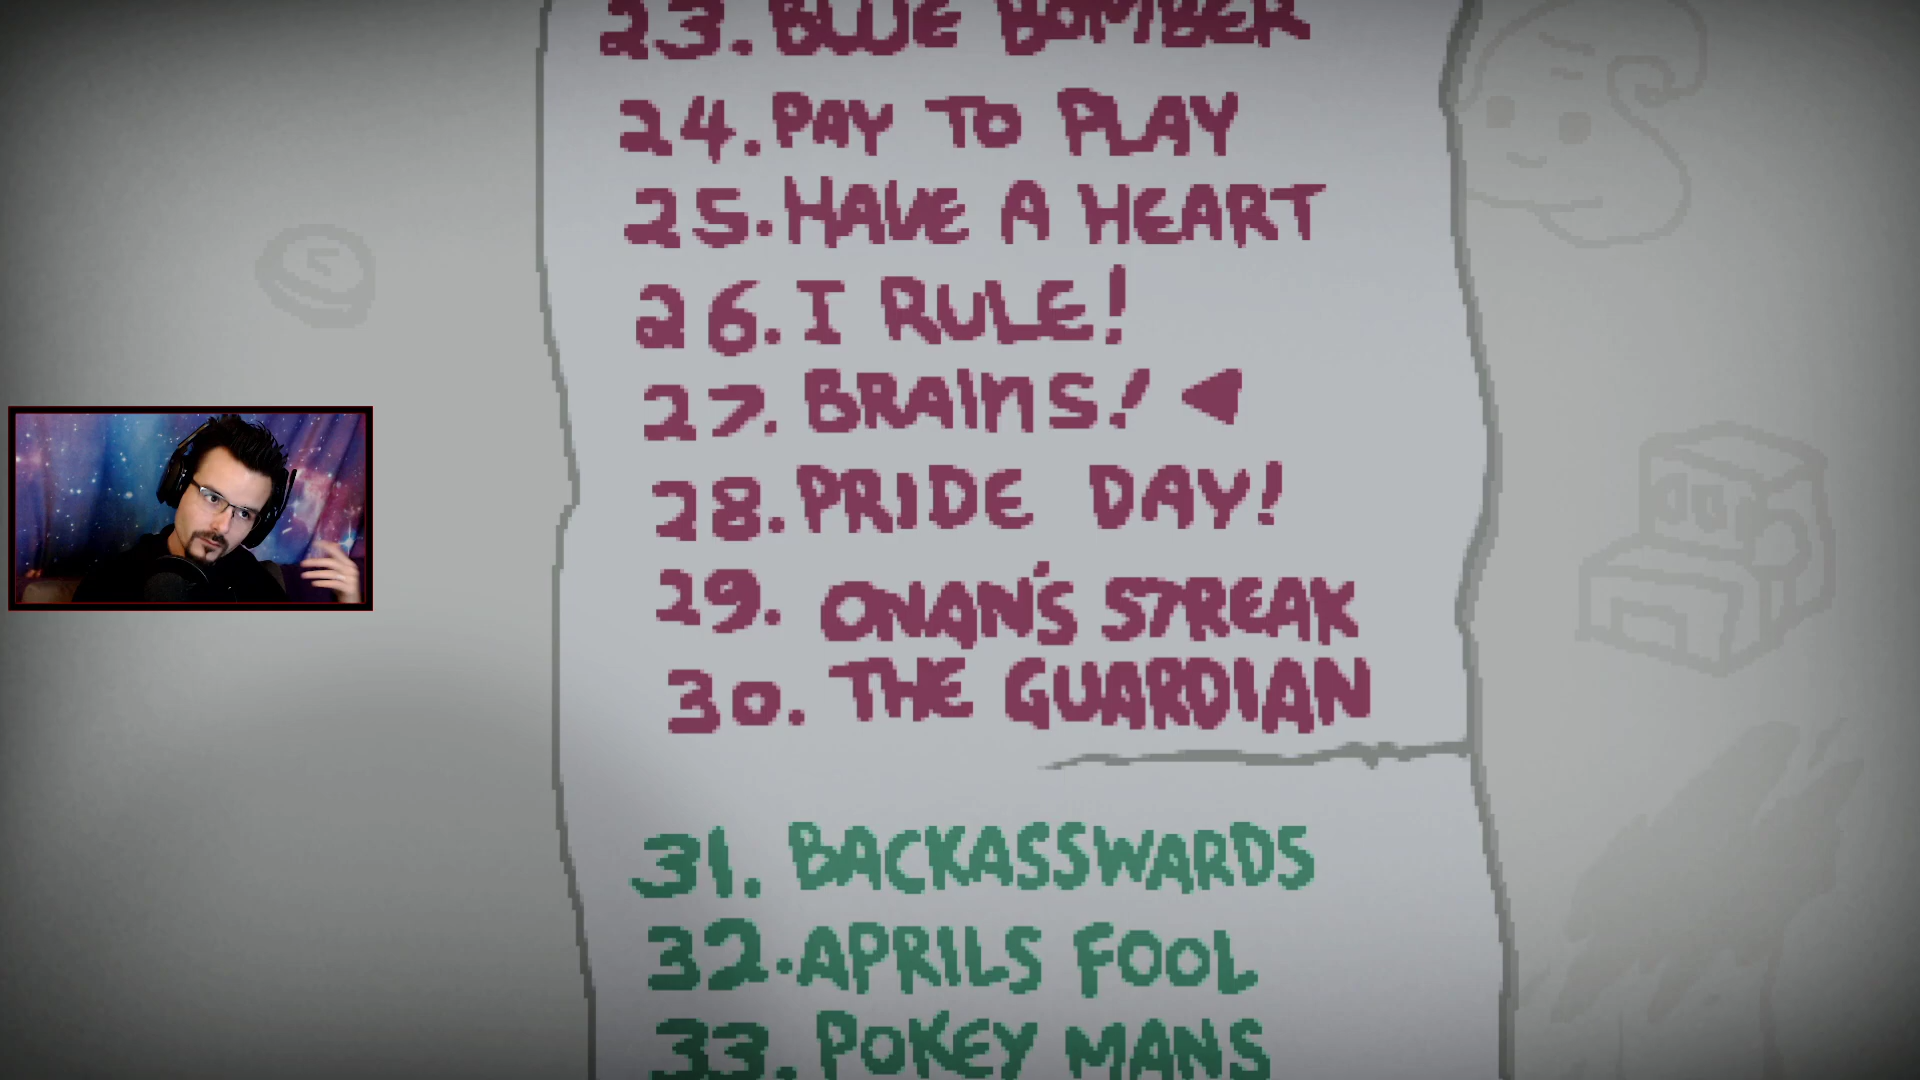 23. BLUE BOMBER
24. PAY TO PLAY
25. HAVE A HEART
26. I RULE!
27. BRAINS!
28. PRIDE DAY!
29. ONAN'S STREAK
30. THE GUARDIAN
31. BACKASSWARDS
32. APRILS FOOL
33. POKEY MANS
5